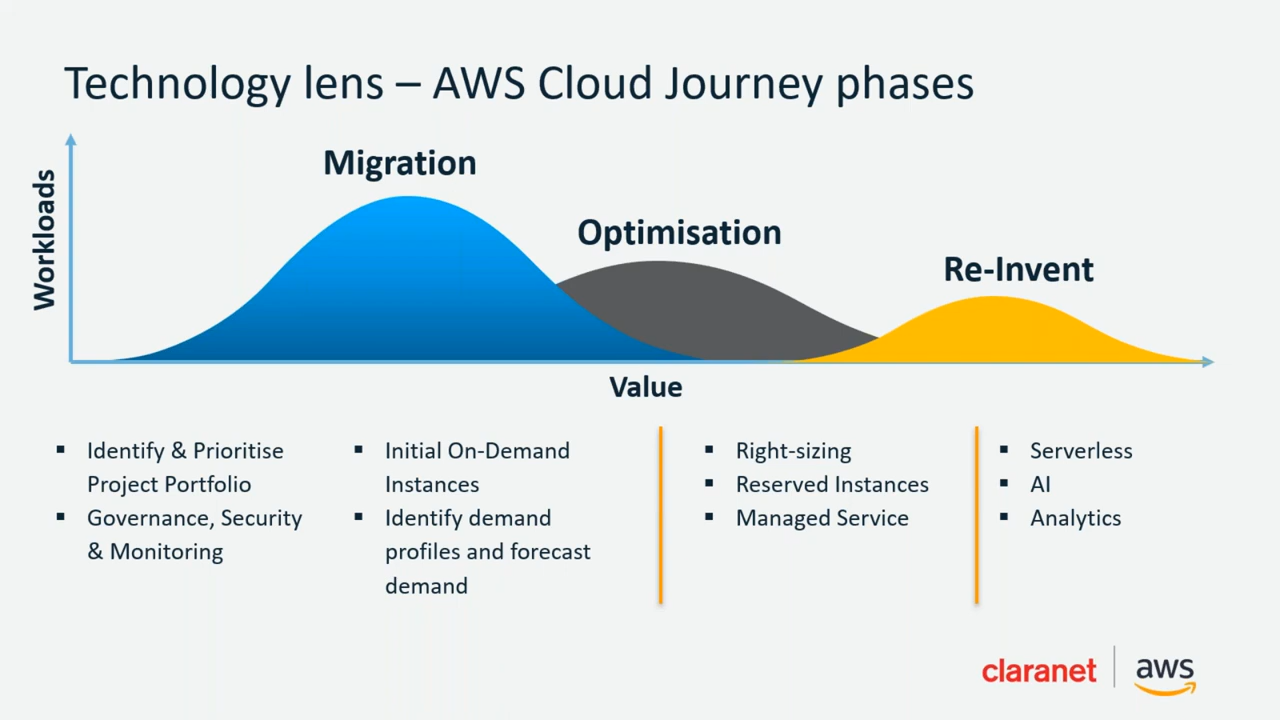 Technology lens – AWS Cloud Journey phases
Workloads
Migration
Optimisation
Re-Invent
Value
▪ Identify & Prioritise
Project Portfolio
▪ Governance, Security
& Monitoring
▪ Initial On-Demand
Instances
▪ Identify demand
profiles and forecast
demand
▪ Right-sizing
▪ Reserved Instances
▪ Managed Service
▪ Serverless
▪ AI
▪ Analytics
claranet
aws